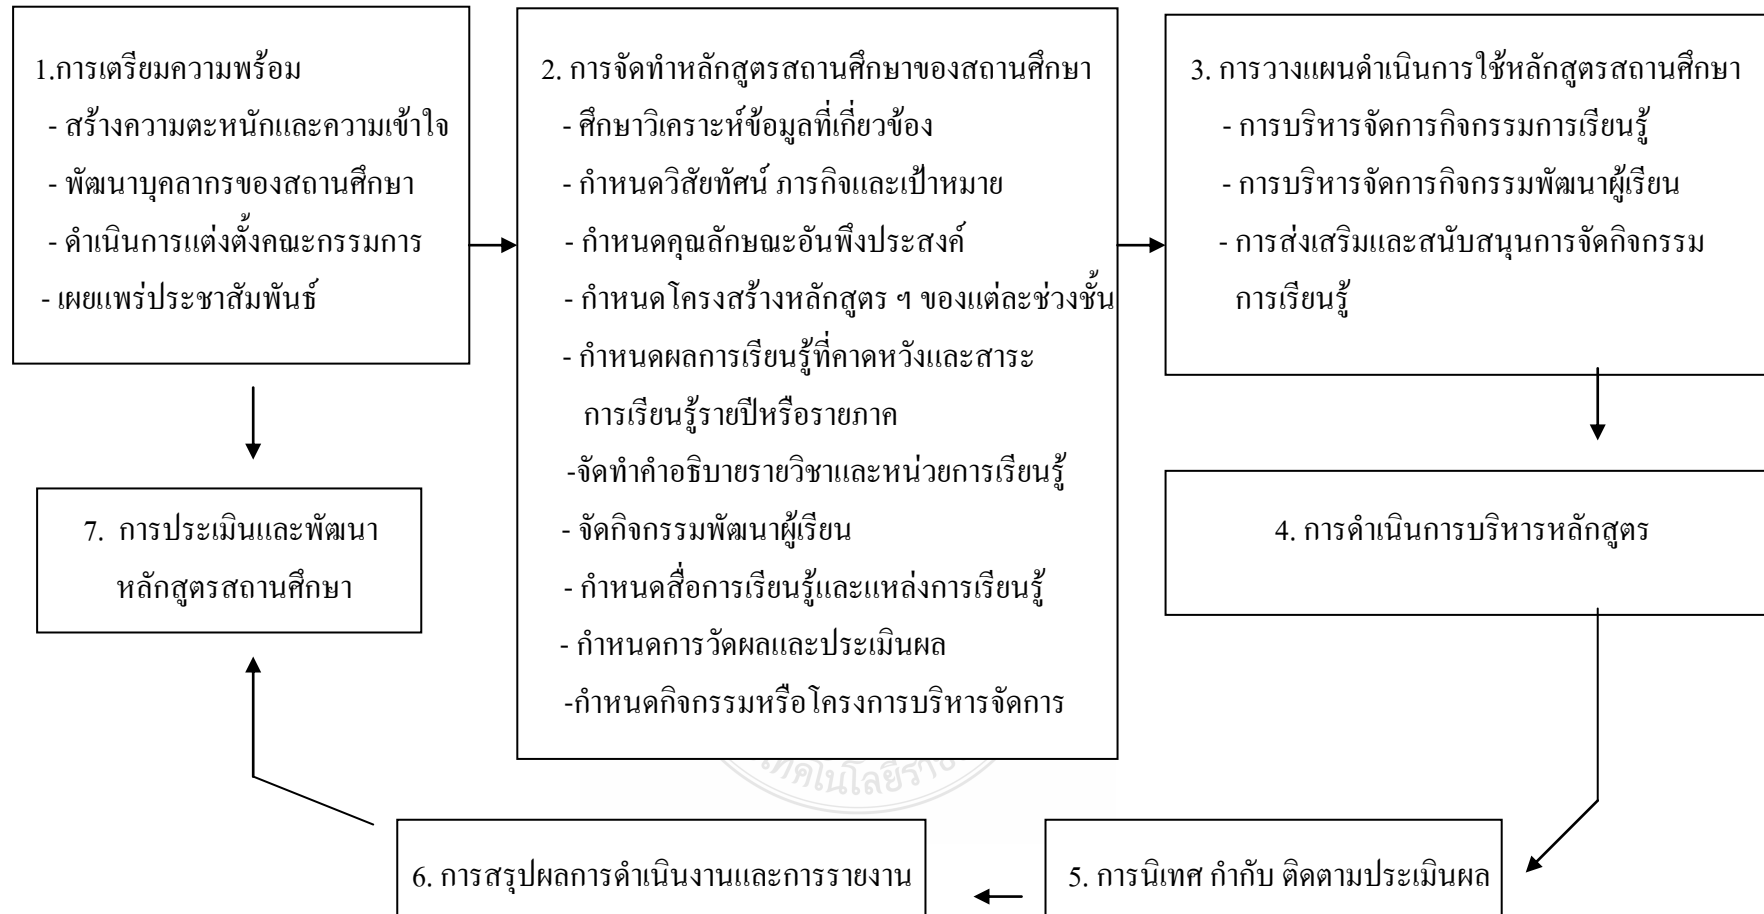 1.การเตรียมความพร้อม
- สร้างความตะหนักและความเข้าใจ
- พัฒนาบุคลากรของสถานศึกษา
- ดำเนินการแต่งตั้งคณะกรรมการ
- เผยแพร่ประชาสัมพันธ์
2. การจัดทำหลักสูตรสถานศึกษาของสถานศึกษา
- ศึกษาวิเคราะห์ข้อมูลที่เกี่ยวข้อง
- กำหนดวิสัยทัศน์ ภารกิจและเป้าหมาย
- กำหนดคุณลักษณะอันพึงประสงค์
- กำหนดโครงสร้างหลักสูตร ฯ ของแต่ละช่วงชั้น
- กำหนดผลการเรียนรู้ที่คาดหวังและสาระ
การเรียนรู้รายปีหรือรายภาค
-จัดทำคำอธิบายรายวิชาและหน่วยการเรียนรู้
- จัดกิจกรรมพัฒนาผู้เรียน
- กำหนดสื่อการเรียนรู้และแหล่งการเรียนรู้
- กำหนดการวัดผลและประเมินผล
-กำหนดกิจกรรมหรือโครงการบริหารจัดการ
3. การวางแผนดำเนินการใช้หลักสูตรสถานศึกษา
- การบริหารจัดการกิจกรรมการเรียนรู้
- การบริหารจัดการกิจกรรมพัฒนาผู้เรียน
- การส่งเสริมและสนับสนุนการจัดกิจกรรม
การเรียนรู้
4. การดำเนินการบริหารหลักสูตร
5. การนิเทศ กำกับ ติดตามประเมินผล
6. การสรุปผลการดำเนินงานและการรายงาน
7. การประเมินและพัฒนา
หลักสูตรสถานศึกษา